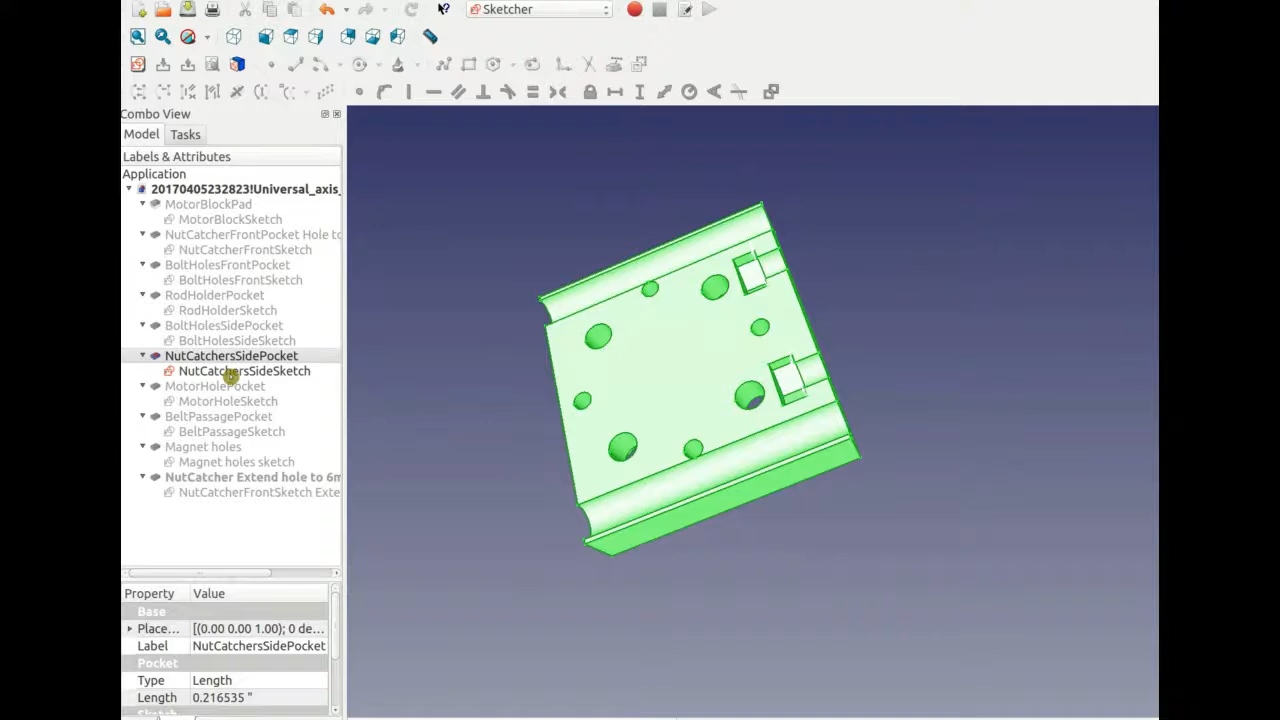 Sketcher
Combo View
Model Tasks
Labels & Attributes
Application
20170405232823!Universal_axis_
MotorBlockPad
MotorBlockSketch
NutCatcherFrontPocket Hole to
NutCatcherFrontSketch
BoltHolesFrontPocket
BoltHolesFrontSketch
RodHolderPocket
RodHolderSketch
BoltHolesSidePocket
BoltHolesSideSketch
NutCatchersSidePocket
NutCatchersSideSketch
MotorHolePocket
MotorHoleSketch
BeltPassagePocket
BeltPassageSketch
Magnet holes
Magnet holes sketch
NutCatcher Extend hole to 6m
NutCatcherFrontSketch Exte
Property Value
Base
Place... [(0.00 0.00 1.00); 0 de...
Label NutCatchersSidePocket
Pocket
Type Length
Length 0.216535 "